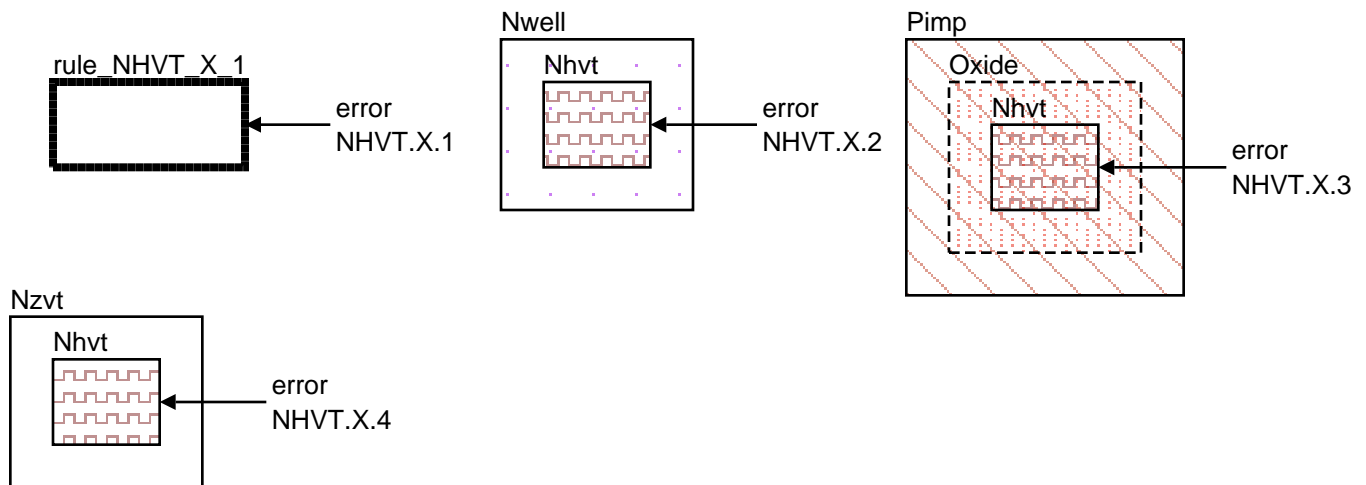 rule_NHVT_X_1
error
NHVT.X.1
Nwell
Nhvt
error
NHVT.X.2
Pimp
Oxide
Nhvt
error
NHVT.X.3
Nzvt
Nhvt
error
NHVT.X.4